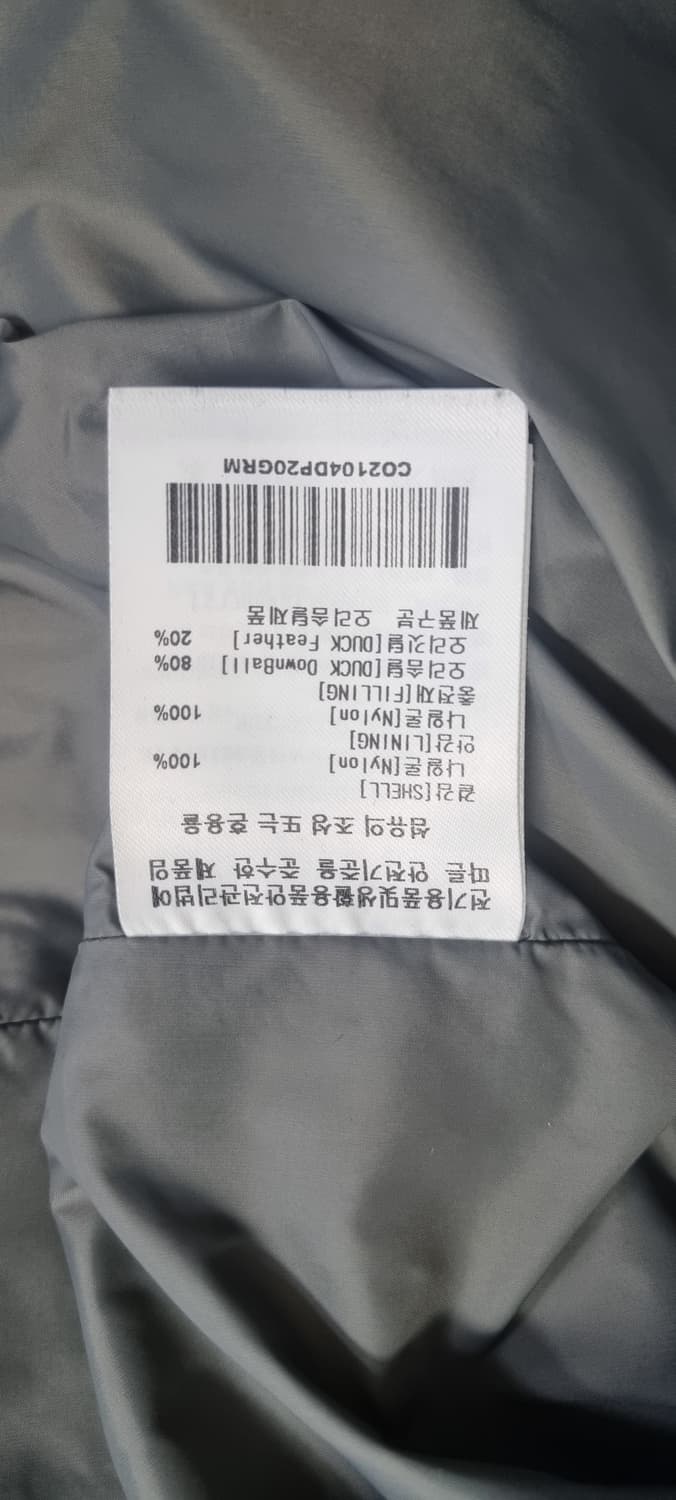 전기용품및생활용품안전관리법에
따른 안전기준을 준수한 제품임
섬유의 조성 또는 혼용율
겉감[SHELL]
나일론[Nylon] 100%
안감[LINING]
나일론[Nylon] 100%
충전재[FILLING]
오리솜털[DUCK DownBall] 80%
오리깃털[DUCK Feather] 20%
제품구분 오리솜털제품
CO2104DP20GRM